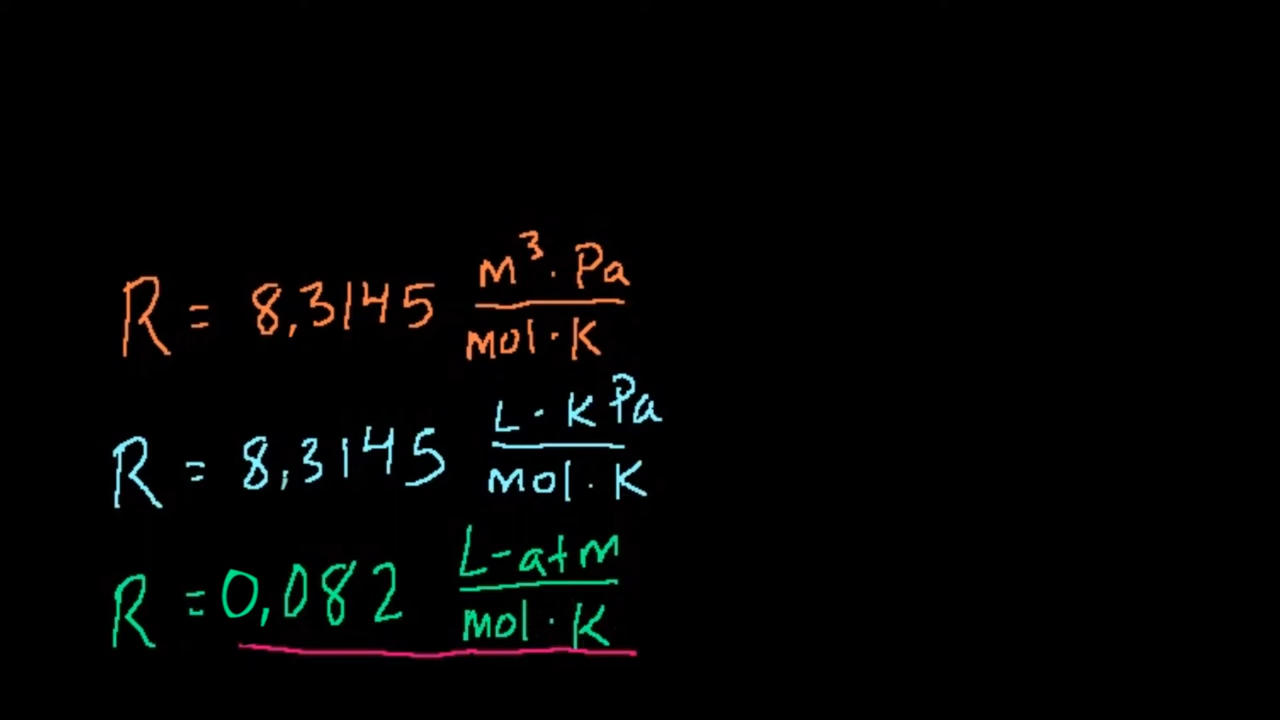 R = 8,3145 m³·Pa / mol·K
R = 8,3145 L·KPa / mol·K
R = 0,082 L-atm / mol·K